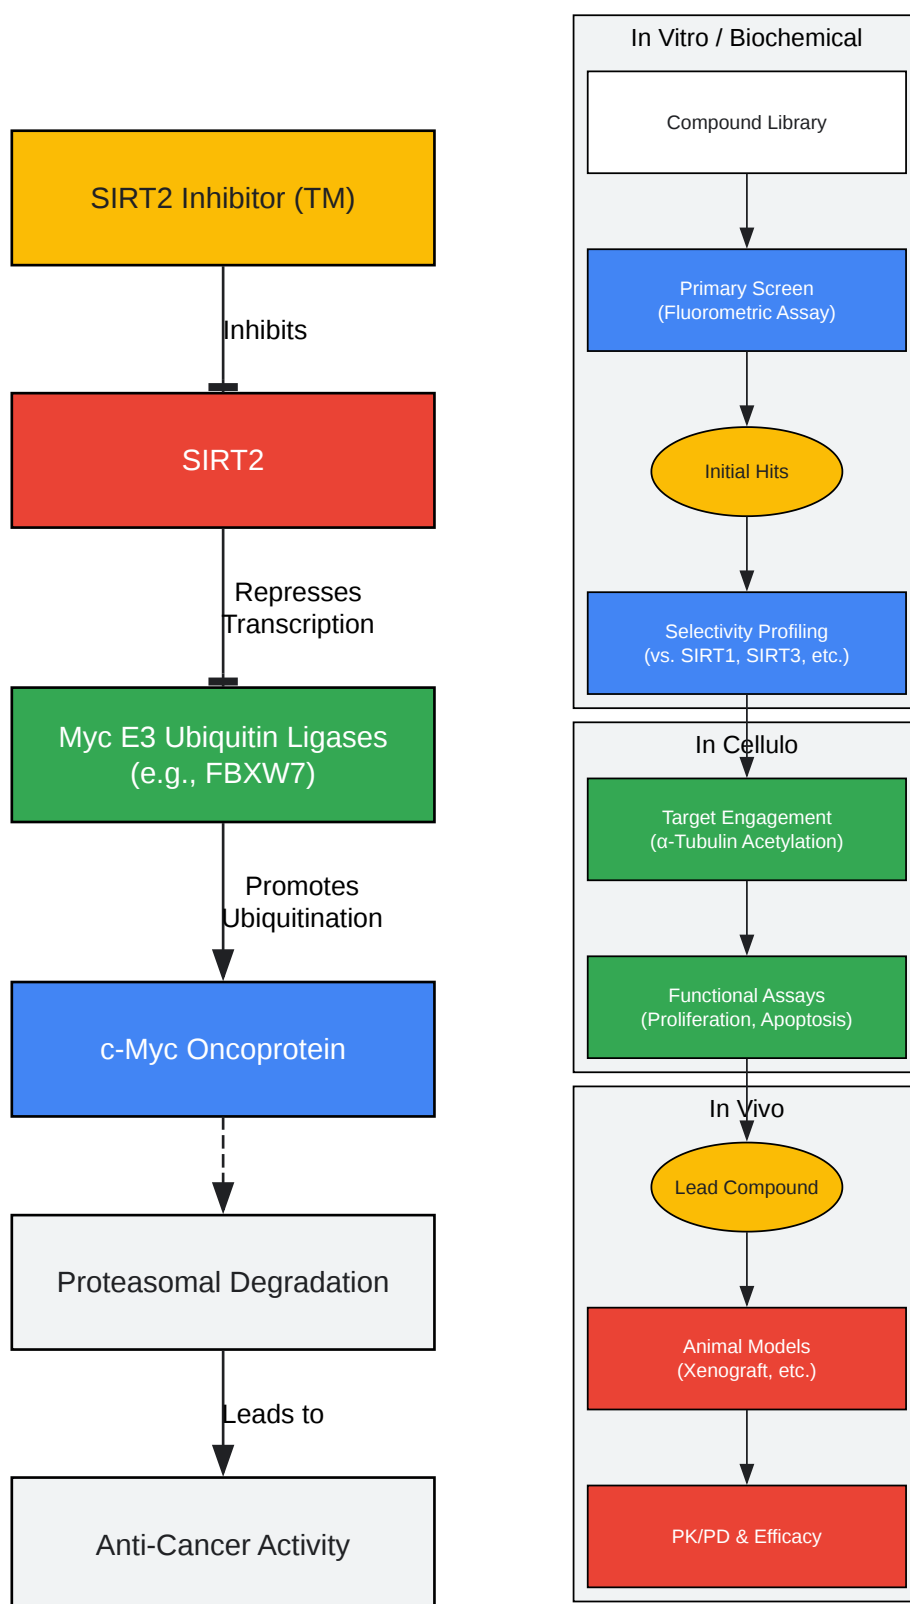 SIRT2 Inhibitor (TM)
Inhibits
SIRT2
Represses
Transcription
Myc E3 Ubiquitin Ligases
(e.g., FBXW7)
Promotes
Ubiquitination
c-Myc Oncoprotein
Proteasomal Degradation
Leads to
Anti-Cancer Activity
In Vitro / Biochemical
Compound Library
Primary Screen
(Fluorometric Assay)
Initial Hits
Selectivity Profiling
(vs. SIRT1, SIRT3, etc.)
In Cellulo
Target Engagement
(α-Tubulin Acetylation)
Functional Assays
(Proliferation, Apoptosis)
In Vivo
Lead Compound
Animal Models
(Xenograft, etc.)
PK/PD & Efficacy